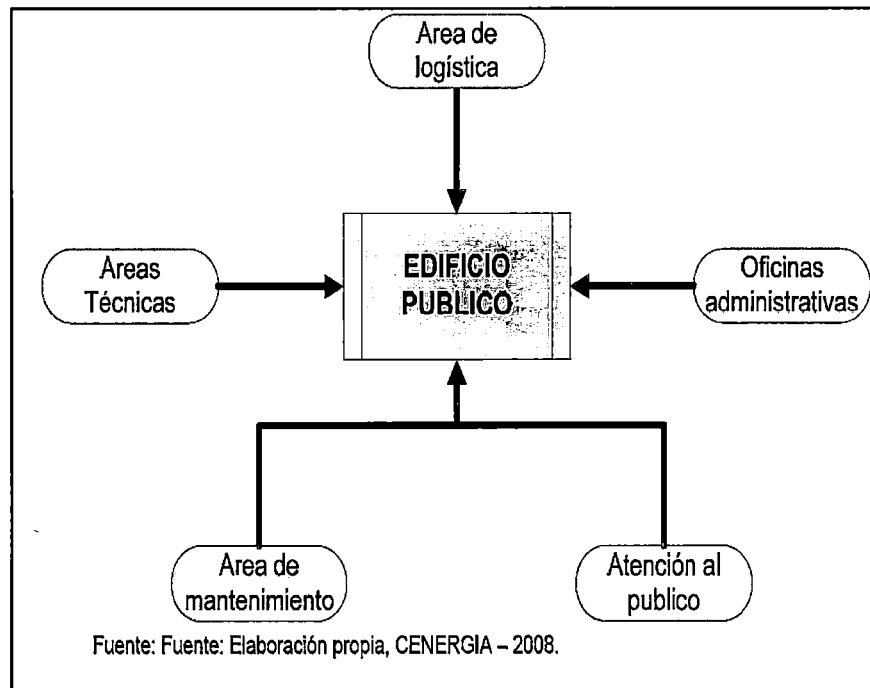 Area de
logística
Areas
Técnicas
EDIFICIO
PUBLICO
Oficinas
administrativas
Area de
mantenimiento
Atención al
publico
Fuente: Fuente: Elaboración propia, CENERGIA – 2008.